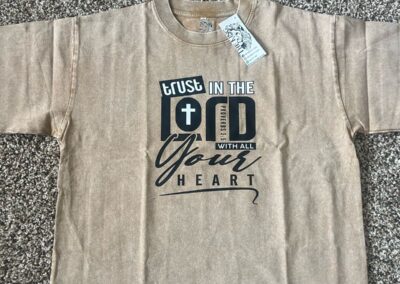 trust IN THE
LORD
PROVERBS 3:5
WITH ALL
Your
HEART